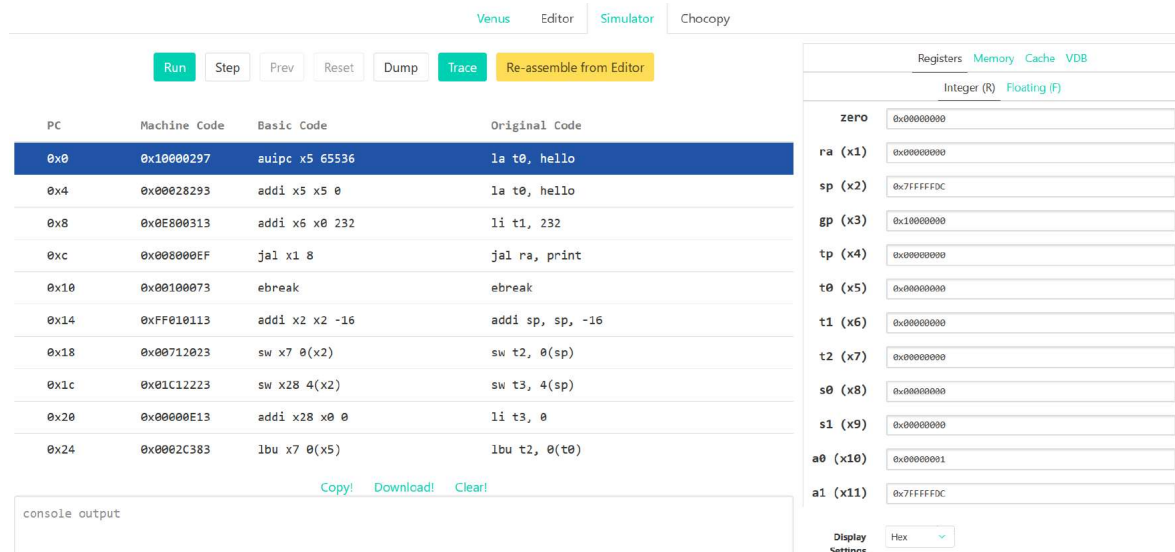 Venus Editor Simulator Chocopy
Run Step Prev Reset Dump Trace Re-assemble from Editor
PC Machine Code Basic Code Original Code
0x0 0x10000297 auipc x5 65536 la t0, hello
0x4 0x00028293 addi x5 x5 0 la t0, hello
0x8 0x0E800313 addi x6 x0 232 li t1, 232
0xc 0x008000EF jal x1 8 jal ra, print
0x10 0x00100073 ebreak ebreak
0x14 0xFF010113 addi x2 x2 -16 addi sp, sp, -16
0x18 0x00712023 sw x7 0(x2) sw t2, 0(sp)
0x1c 0x01C12223 sw x28 4(x2) sw t3, 4(sp)
0x20 0x00000E13 addi x28 x0 0 li t3, 0
0x24 0x0002C383 lbu x7 0(x5) lbu t2, 0(t0)
Copy! Download! Clear!
console output
Registers Memory Cache VDB
Integer (R) Floating (F)
zero 0x00000000
ra (x1) 0x00000000
sp (x2) 0x7FFFFFDC
gp (x3) 0x10000000
tp (x4) 0x00000000
t0 (x5) 0x00000000
t1 (x6) 0x00000000
t2 (x7) 0x00000000
s0 (x8) 0x00000000
s1 (x9) 0x00000000
a0 (x10) 0x00000001
a1 (x11) 0x7FFFFFDC
Display Hex
Settings